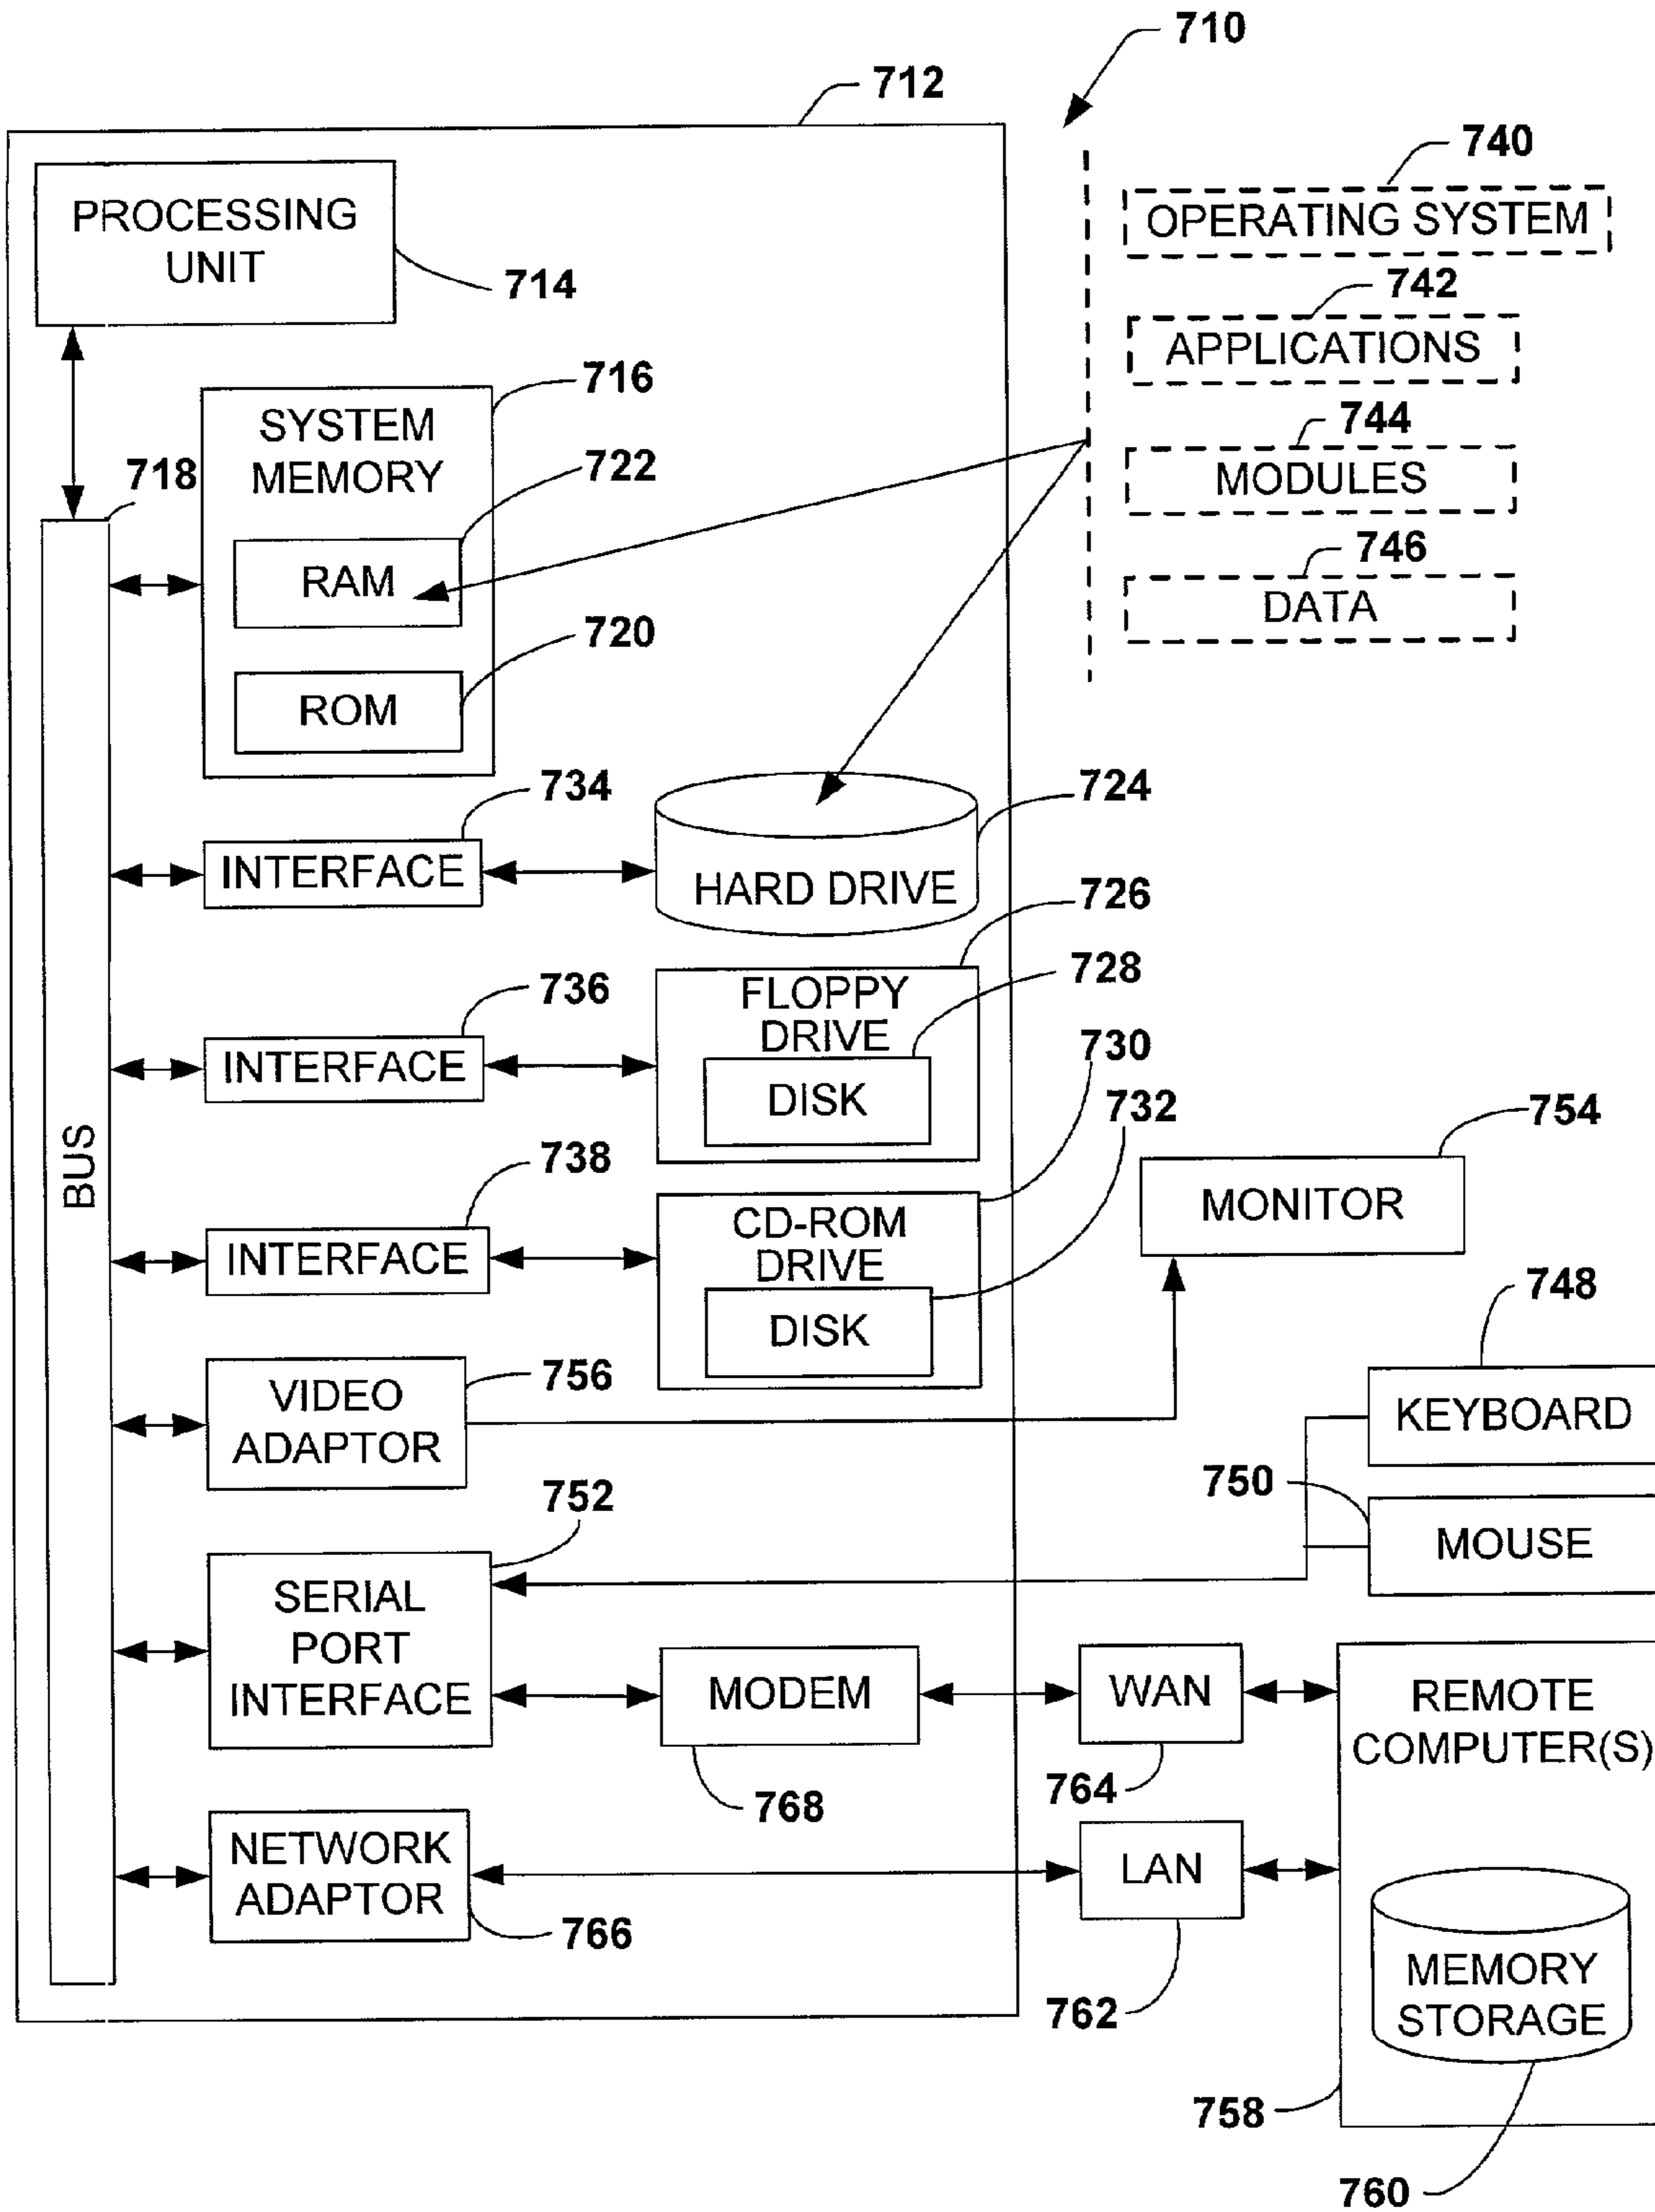 710
712
740
PROCESSING
UNIT
714
OPERATING SYSTEM
742
APPLICATIONS
716
SYSTEM
MEMORY
722
718
744
MODULES
RAM
746
DATA
720
ROM
734
724
INTERFACE
HARD DRIVE
726
736
728
FLOPPY
DRIVE
INTERFACE
730
DISK
732
754
BUS
738
MONITOR
CD-ROM
DRIVE
INTERFACE
748
DISK
756
VIDEO
ADAPTOR
KEYBOARD
750
752
MOUSE
SERIAL
PORT
INTERFACE
MODEM
WAN
REMOTE
COMPUTER(S)
764
768
NETWORK
ADAPTOR
LAN
766
762
MEMORY
STORAGE
758
760